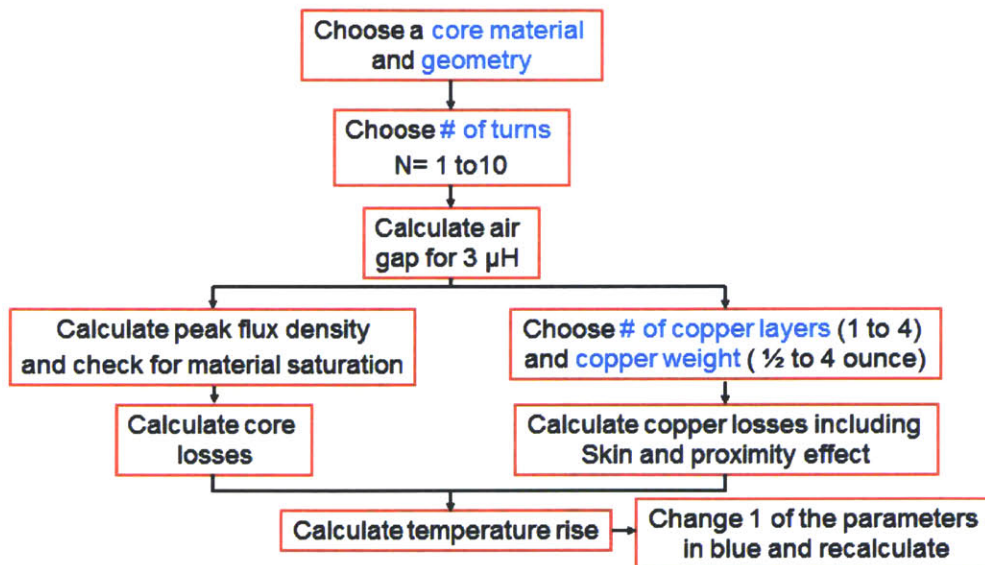 Choose a core material
and geometry
Choose # of turns
N= 1 to10
Calculate air
gap for 3 µH
Calculate peak flux density
and check for material saturation
Choose # of copper layers (1 to 4)
and copper weight ( ½ to 4 ounce)
Calculate core
losses
Calculate copper losses including
Skin and proximity effect
Calculate temperature rise
Change 1 of the parameters
in blue and recalculate